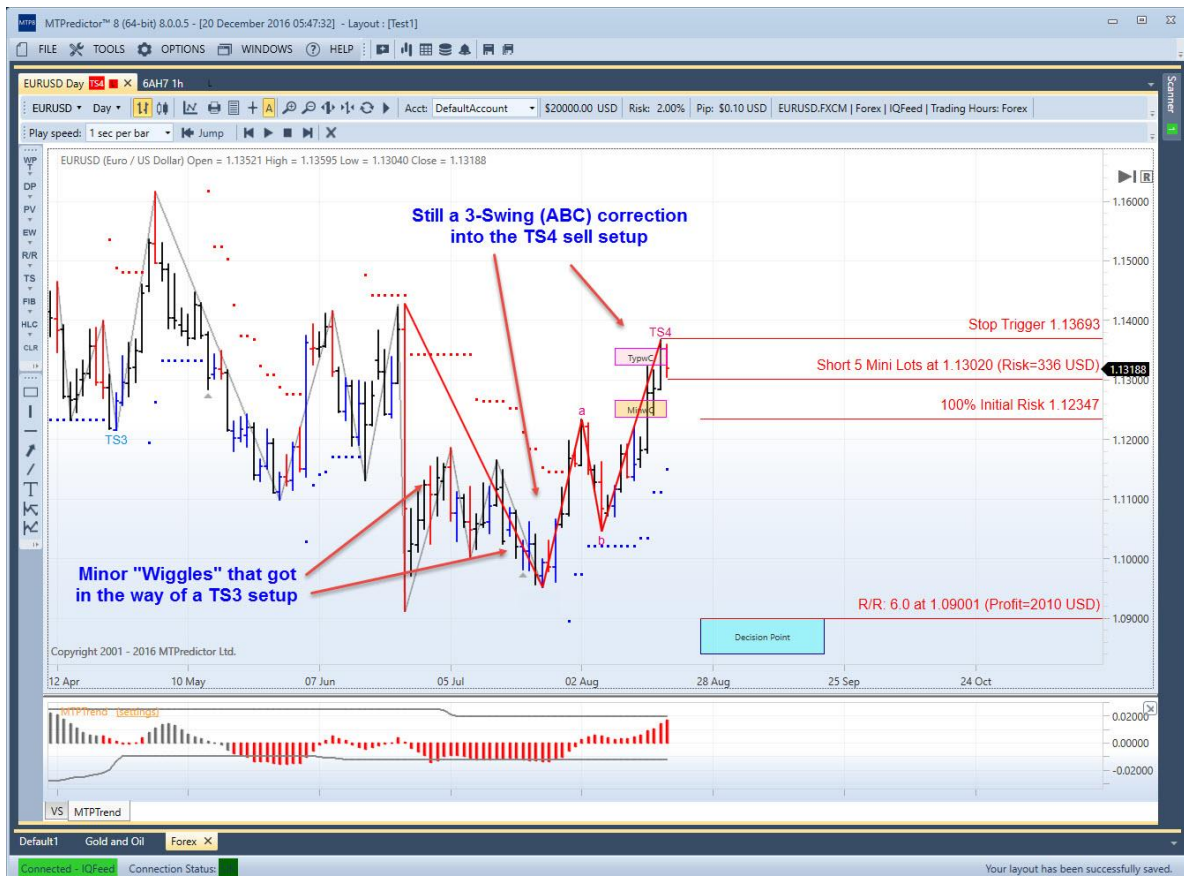 MTPredictor™ 8 (64-bit) 8.0.0.5 - [20 December 2016 05:47:32] - Layout : [Test1]
FILE TOOLS OPTIONS WINDOWS HELP
EURUSD Day TS4 6AH7 1h
Scanner
EURUSD Day A Acct: DefaultAccount $20000.00 USD Risk: 2.00% Pip: $0.10 USD EURUSD.FXCM | Forex | IQFeed | Trading Hours: Forex
Play speed: 1 sec per bar Jump
EURUSD (Euro / US Dollar) Open = 1.13521 High = 1.13595 Low = 1.13040 Close = 1.13188
WP
T
DP
PV
EW
R/R
TS
FIB
HLC
CLR
T
R
1.16000
Still a 3-Swing (ABC) correction
into the TS4 sell setup
1.15000
1.14000
Stop Trigger 1.13693
TS4
TypwC
Short 5 Mini Lots at 1.13020 (Risk=336 USD)
1.13188
1.13000
100% Initial Risk 1.12347
MinwC
a
TS3
1.12000
1.11000
b
1.10000
Minor "Wiggles" that got
in the way of a TS3 setup
R/R: 6.0 at 1.09001 (Profit=2010 USD)
1.09000
Decision Point
Copyright 2001 - 2016 MTPredictor Ltd.
12 Apr 10 May 07 Jun 05 Jul 02 Aug 28 Aug 25 Sep 24 Oct
MTPTrend (settings)
0.02000
0.00000
-0.02000
VS MTPTrend
Default1 Gold and Oil Forex
Connected - IQFeed Connection Status: Your layout has been successfully saved.